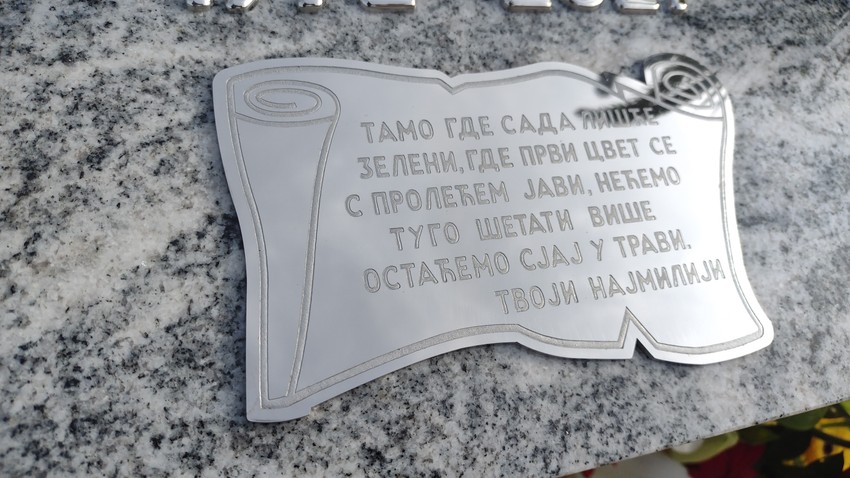 ТАМО ГДЕ САДА ЛИШЋЕ
ЗЕЛЕНИ, ГДЕ ПРВИ ЦВЕТ СЕ
С ПРОЛЕЋЕМ ЈАВИ, НЕЋЕМО
ТУГО ШЕТАТИ ВИШЕ
ОСТАЋЕМО СЈАЈ У ТРАВИ.
ТВОЈИ НАЈМИЛИЈИ